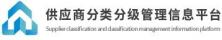 供应商分类分级管理信息平台
Supplier classification and classification management information platform